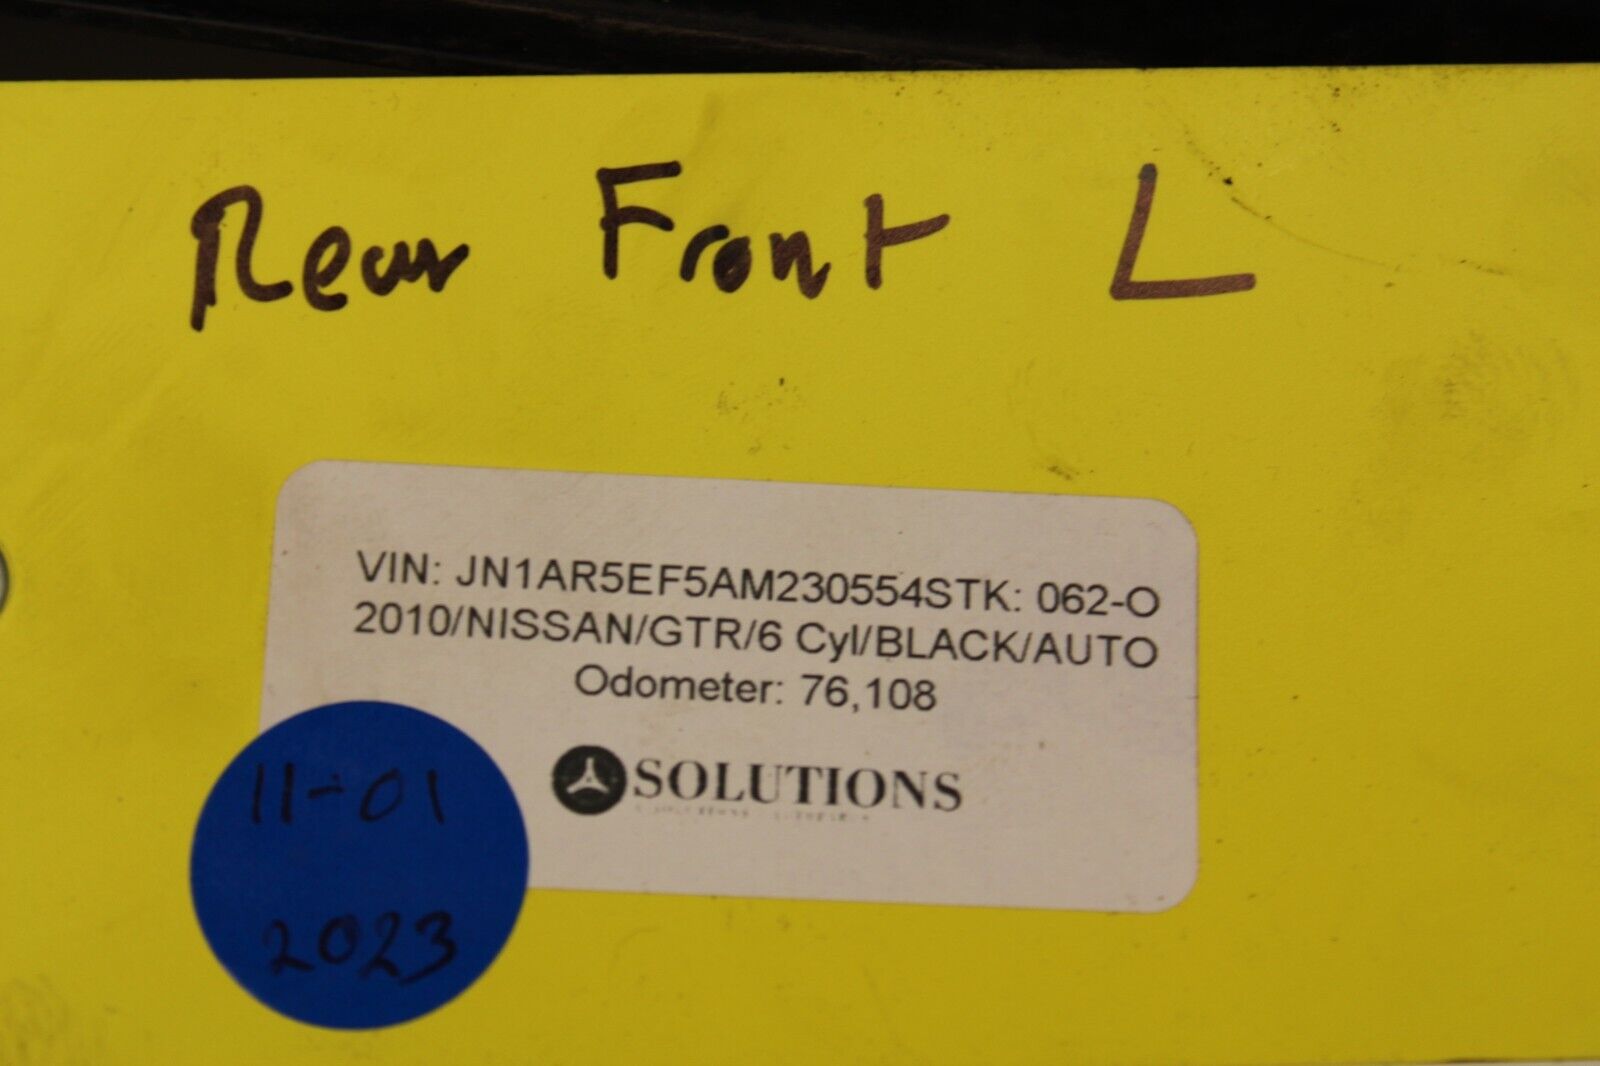 Rear Front L
VIN: JN1AR5EF5AM230554STK: 062-O
2010/NISSAN/GTR/6 Cyl/BLACK/AUTO
Odometer: 76,108
SOLUTIONS
11-01
2023